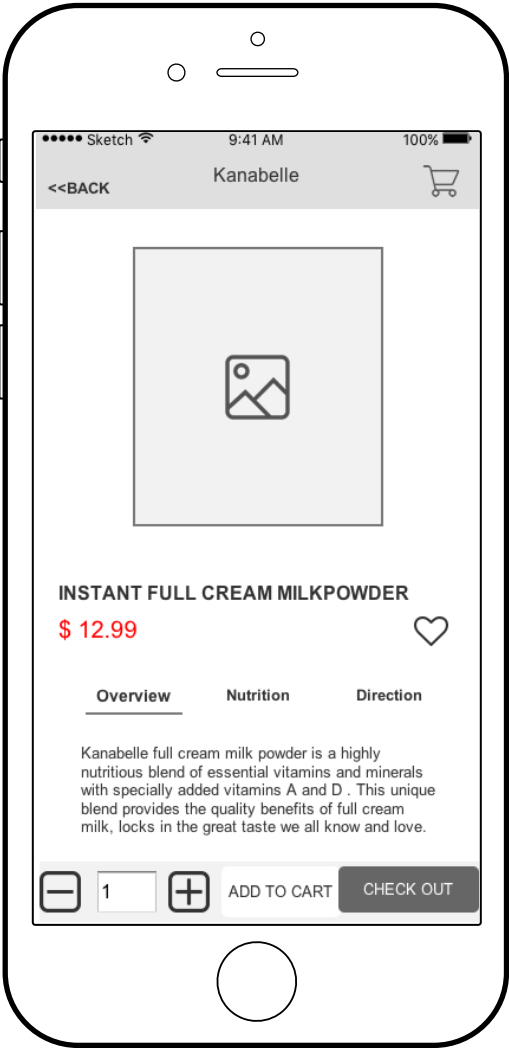 ●●●●● Sketch 9:41 AM 100%
Kanabelle
<<BACK
INSTANT FULL CREAM MILKPOWDER
$ 12.99
Overview Nutrition Direction
Kanabelle full cream milk powder is a highly
nutritious blend of essential vitamins and minerals
with specially added vitamins A and D . This unique
blend provides the quality benefits of full cream
milk, locks in the great taste we all know and love.
1 ADD TO CART CHECK OUT